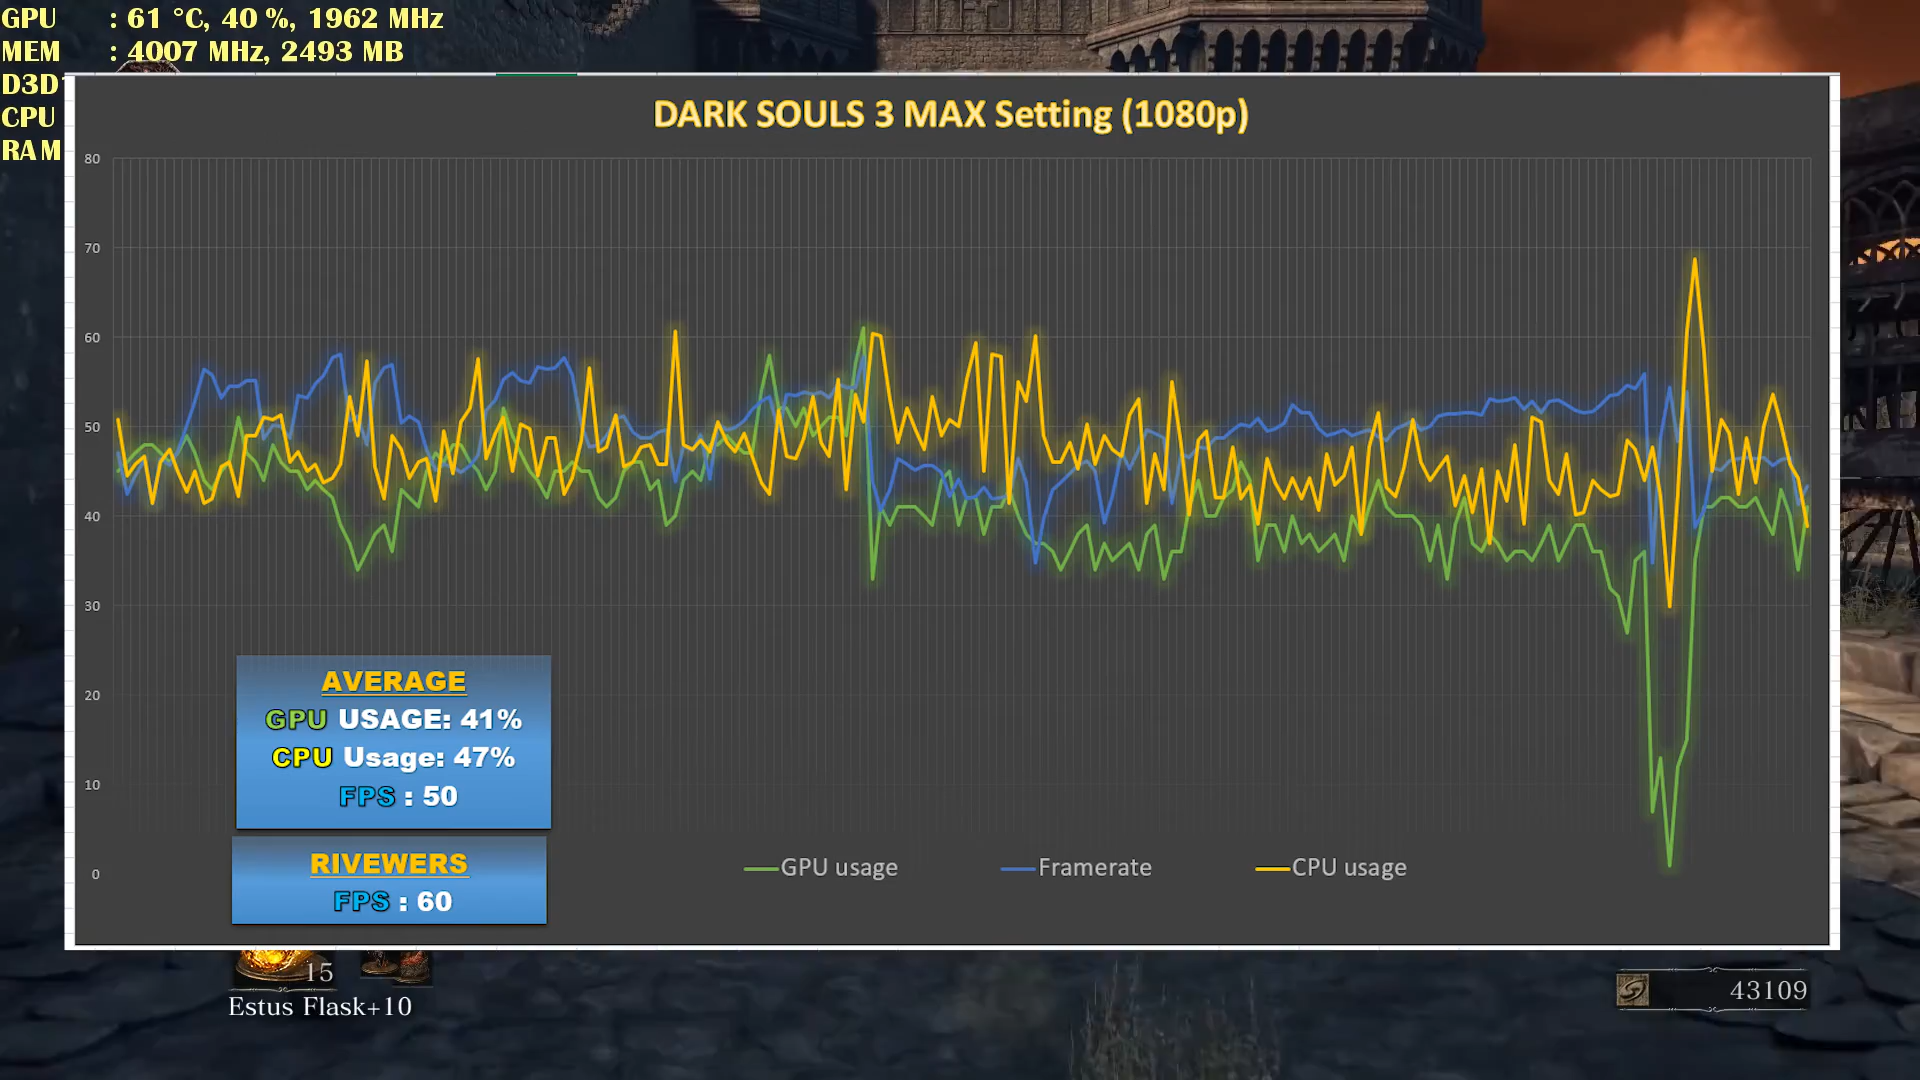 GPU : 61 °C, 40 %, 1962 MHz
MEM : 4007 MHz, 2493 MB
D3D
CPU
RAM
DARK SOULS 3 MAX Setting (1080p)
80
70
60
50
40
30
20
10
0
AVERAGE
GPU USAGE: 41%
CPU Usage: 47%
FPS : 50
RIVEWERS
FPS : 60
GPU usage
Framerate
CPU usage
15
Estus Flask+10
43109